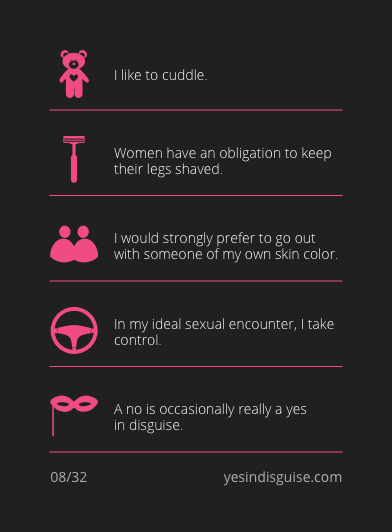 I like to cuddle.
Women have an obligation to keep
their legs shaved.
I would strongly prefer to go out
with someone of my own skin color.
In my ideal sexual encounter, I take
control.
A no is occasionally really a yes
in disguise.
08/32
yesindisguise.com